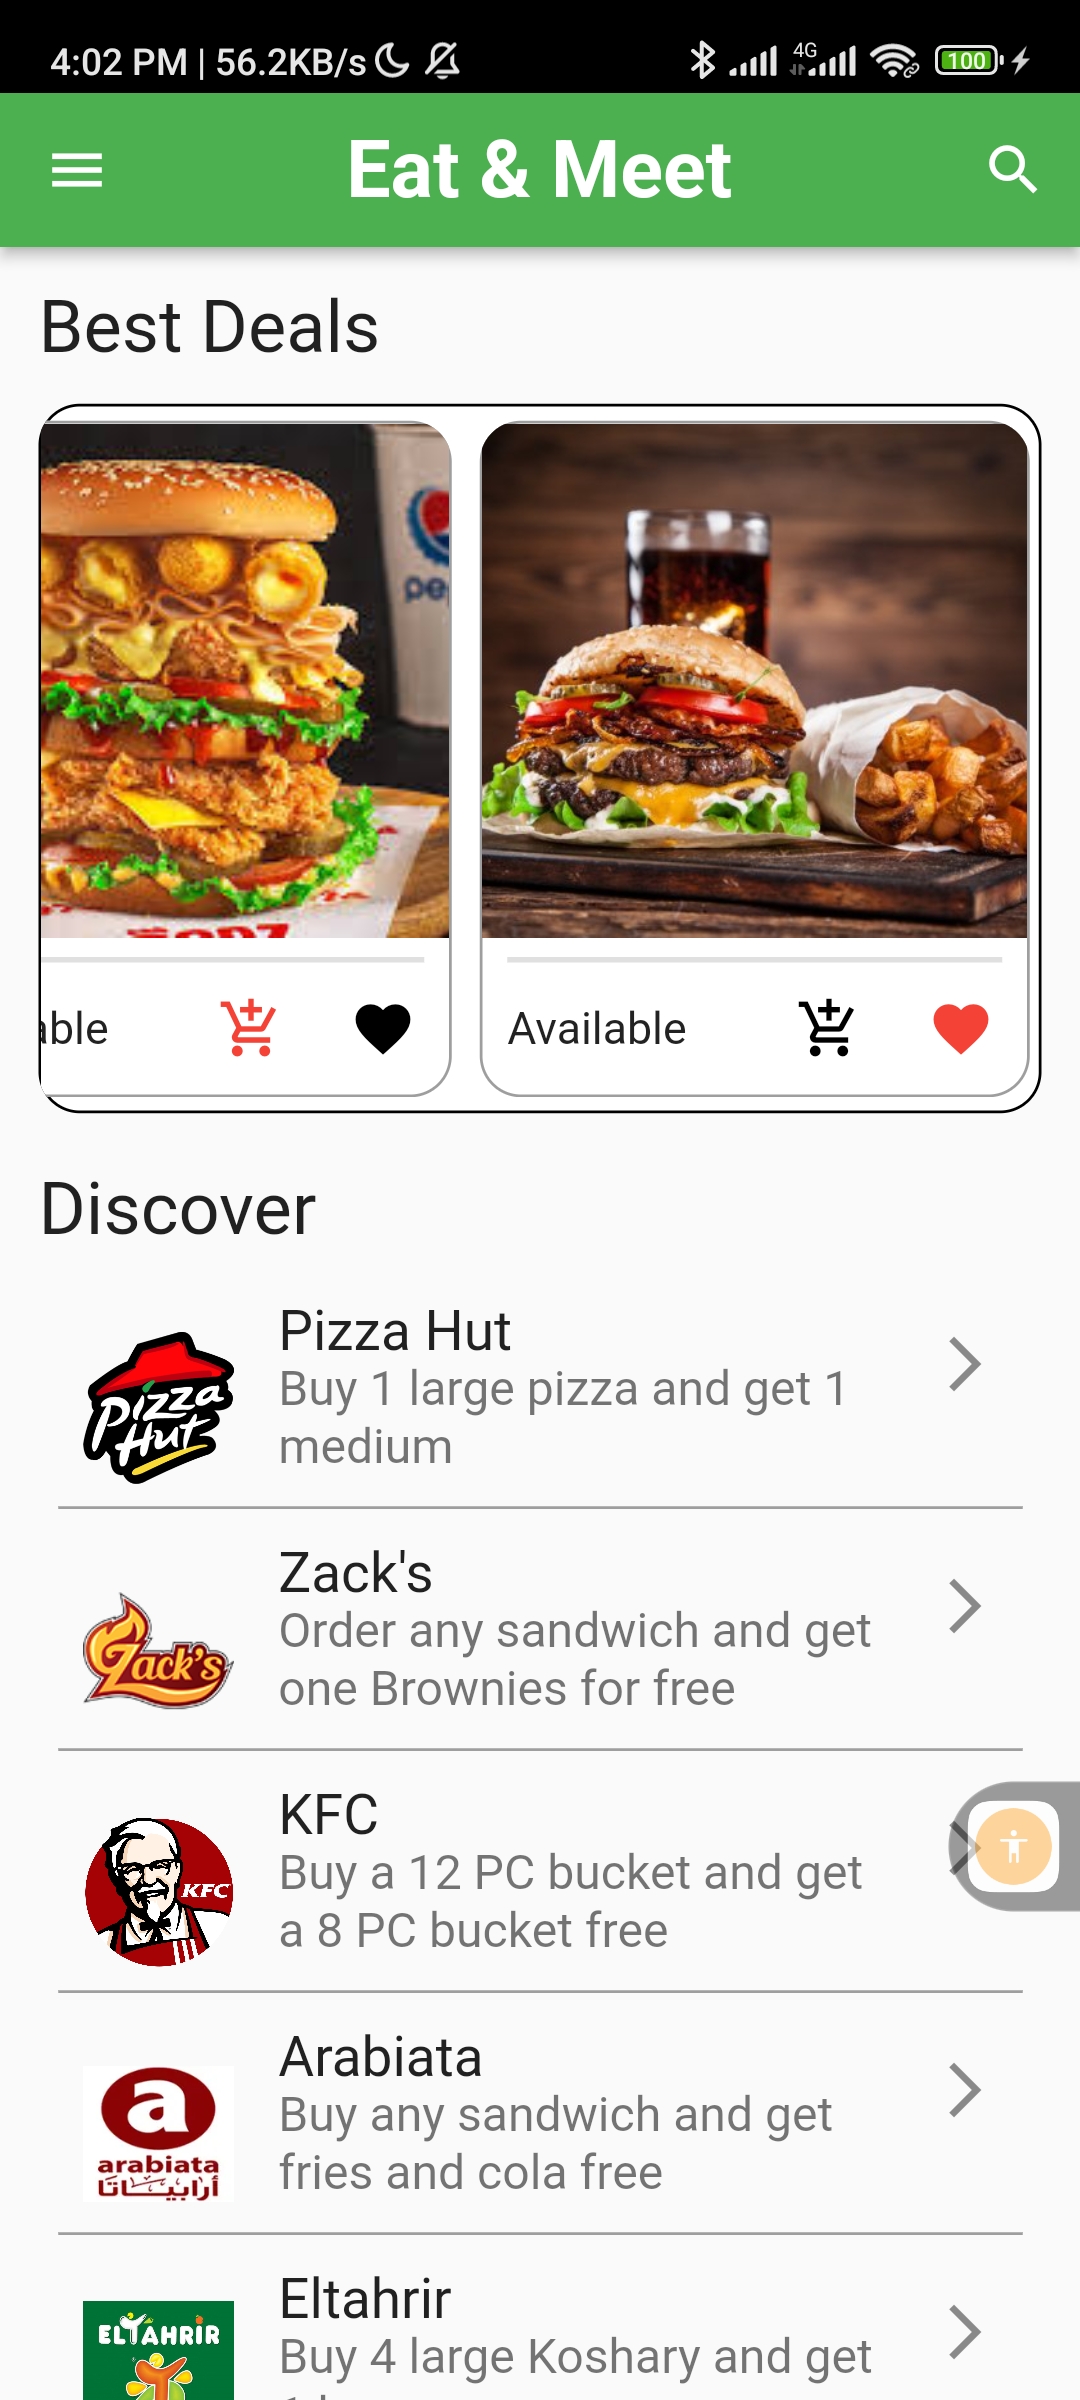 4:02 PM | 56.2KB/s
4G
100
Eat & Meet
Best Deals
able
Available
Discover
Pizza Hut
Pizza Hut
Buy 1 large pizza and get 1
medium
Zack's
Zack's
Order any sandwich and get
one Brownies for free
KFC
KFC
Buy a 12 PC bucket and get
a 8 PC bucket free
a
arabiata
أرابيـاتا
Arabiata
Buy any sandwich and get
fries and cola free
ELTAHRIR
Eltahrir
Buy 4 large Koshary and get